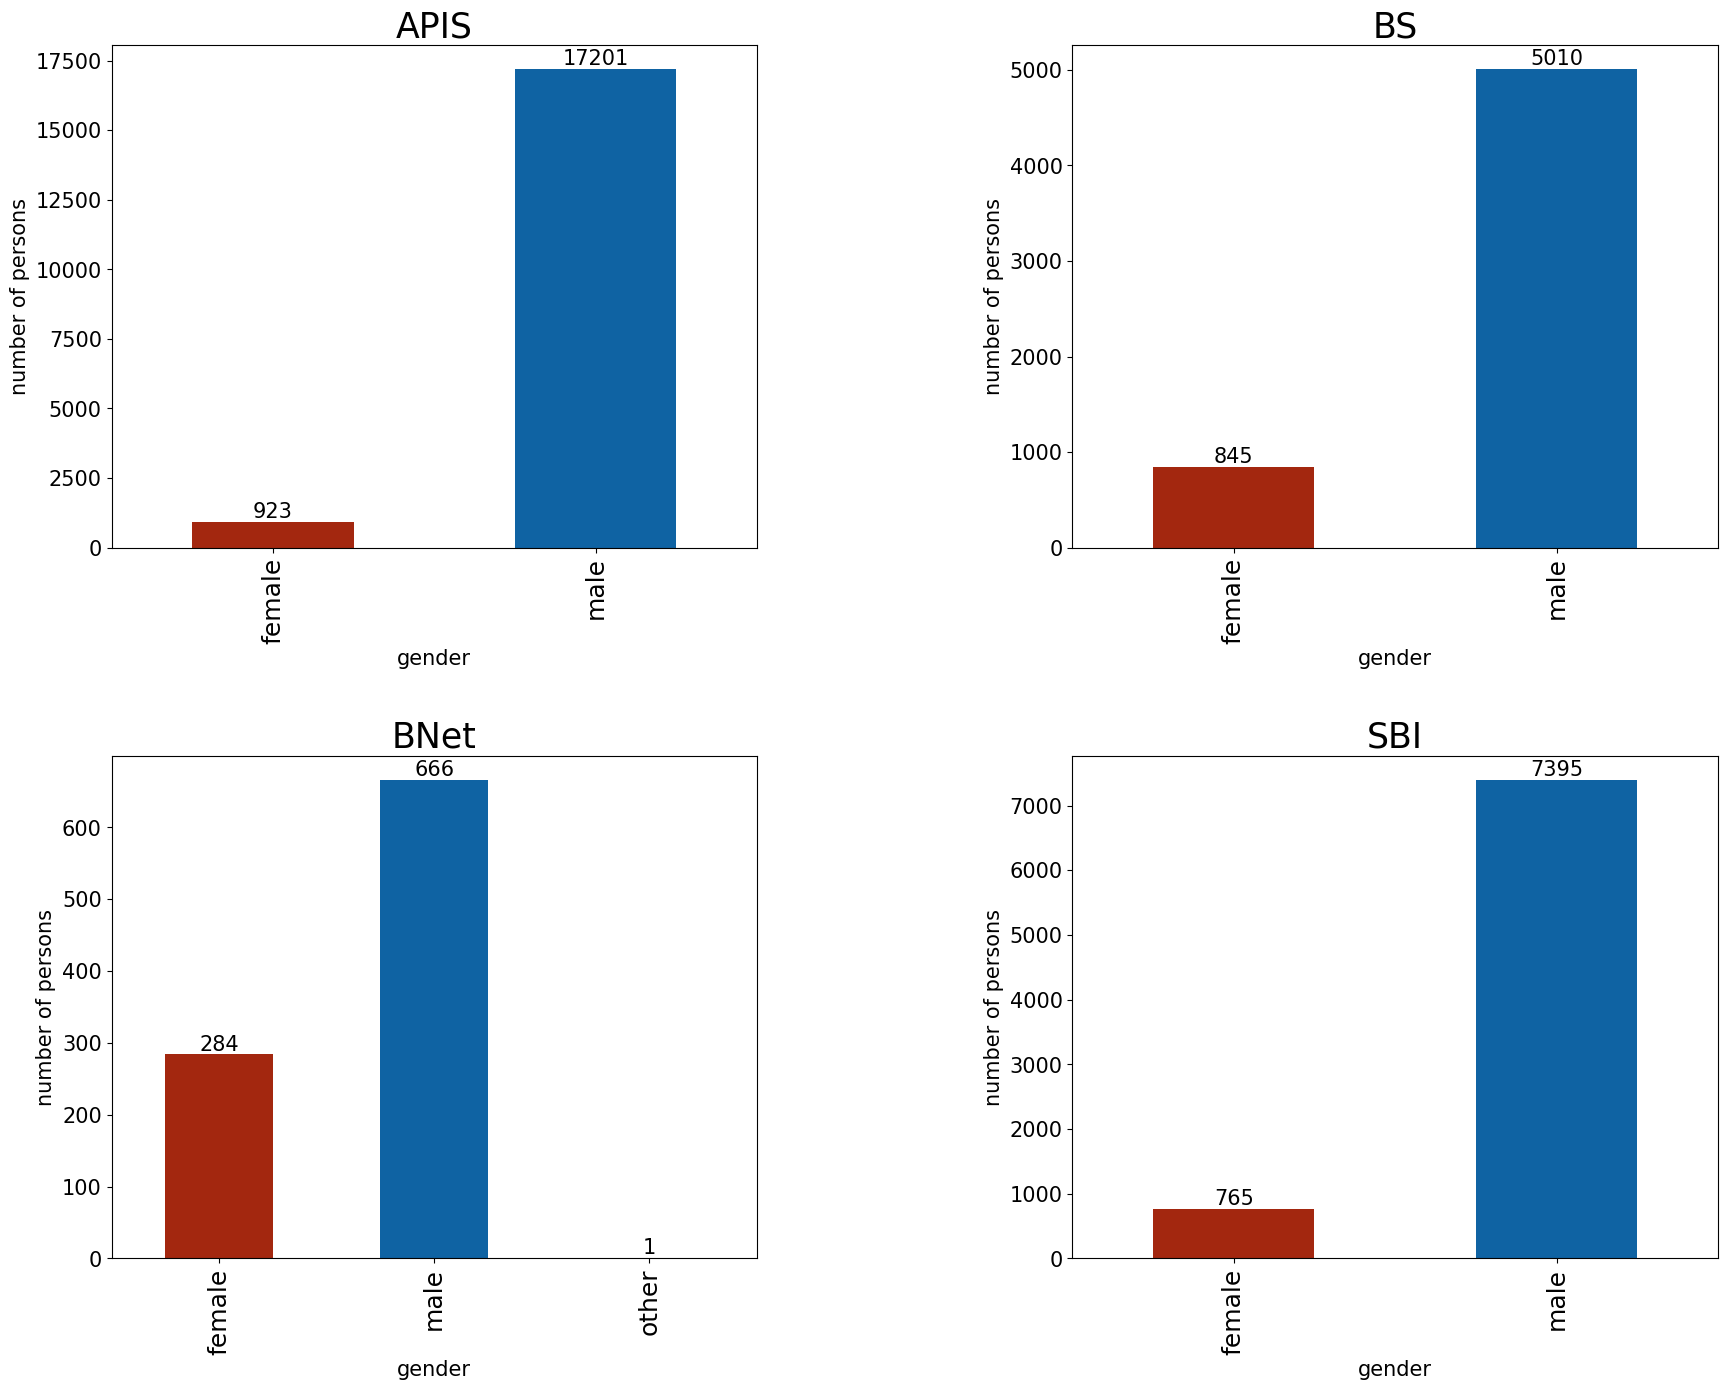 APIS
number of persons
17500
15000
12500
10000
7500
5000
2500
0
923
17201
female
male
gender
BS
number of persons
5000
4000
3000
2000
1000
0
845
5010
female
male
gender
BNet
number of persons
600
500
400
300
200
100
0
284
666
1
female
male
other
gender
SBI
number of persons
7000
6000
5000
4000
3000
2000
1000
0
765
7395
female
male
gender